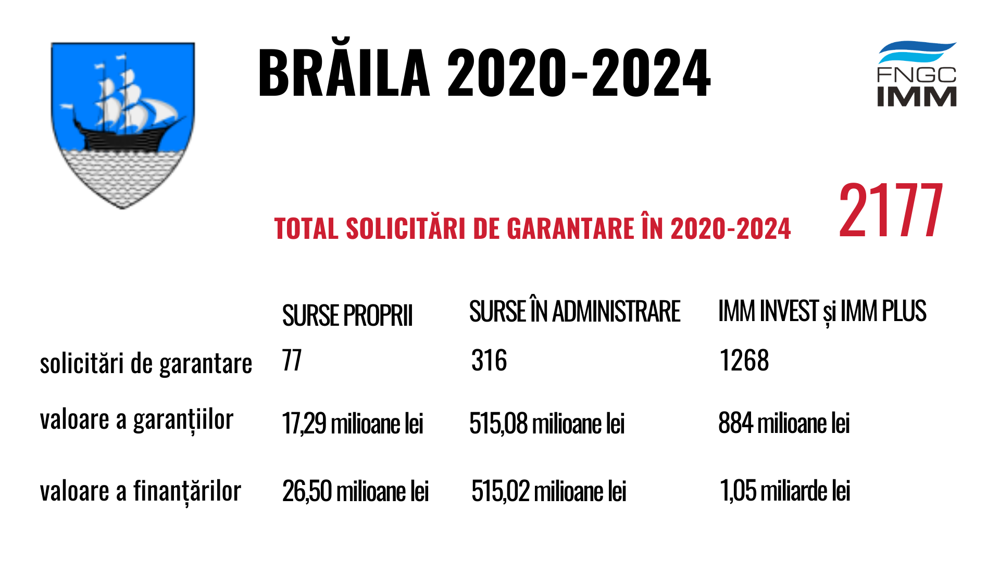 BRĂILA 2020-2024
FNGC
IMM
2177
TOTAL SOLICITĂRI DE GARANTARE ÎN 2020-2024
SURSE PROPRII SURSE ÎN ADMINISTRARE IMM INVEST și IMM PLUS
solicitări de garantare 77 316 1268
valoare a garanțiilor 17,29 milioane lei 515,08 milioane lei 884 milioane lei
valoare a finanțărilor 26,50 milioane lei 515,02 milioane lei 1,05 miliarde lei